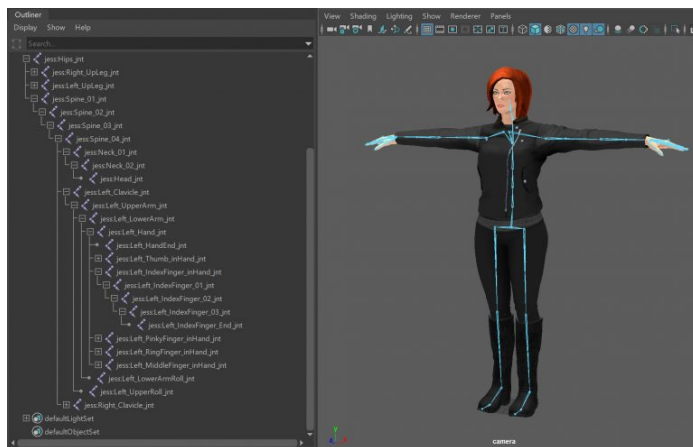 Outliner
Display Show Help
Search...
jess:Hips_jnt
jess:Right_UpLeg_jnt
jess:Left_UpLeg_jnt
jess:Spine_01_jnt
jess:Spine_02_jnt
jess:Spine_03_jnt
jess:Spine_04_jnt
jess:Neck_01_jnt
jess:Neck_02_jnt
jess:Head_jnt
jess:Left_Clavicle_jnt
jess:Left_UpperArm_jnt
jess:Left_LowerArm_jnt
jess:Left_Hand_jnt
jess:Left_HandEnd_jnt
jess:Left_Thumb_inHand_jnt
jess:Left_IndexFinger_inHand_jnt
jess:Left_IndexFinger_01_jnt
jess:Left_IndexFinger_02_jnt
jess:Left_IndexFinger_03_jnt
jess:Left_IndexFinger_End_jnt
jess:Left_PinkyFinger_inHand_jnt
jess:Left_RingFinger_inHand_jnt
jess:Left_MiddleFinger_inHand_jnt
jess:Left_LowerArmRoll_jnt
jess:Left_UpperRoll_jnt
jess:Right_Clavicle_jnt
defaultLightSet
defaultObjectSet
View Shading Lighting Show Renderer Panels
y
camera